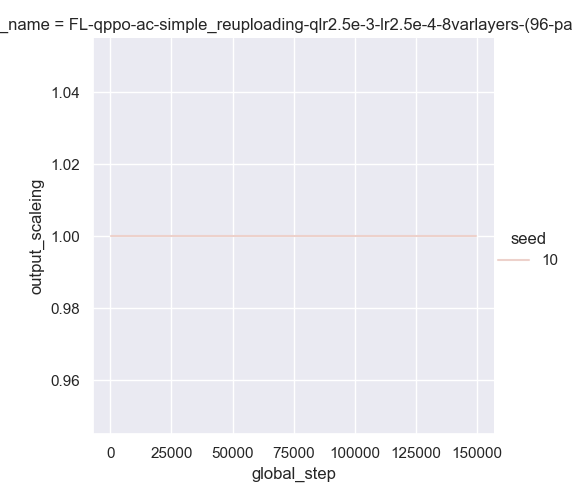 _name = FL-qppo-ac-simple_reuploading-qlr2.5e-3-lr2.5e-4-8varlayers-(96-pa
1.04
1.02
1.00
0.98
0.96
output_scaleing
0 25000 50000 75000 100000 125000 150000
global_step
seed
10